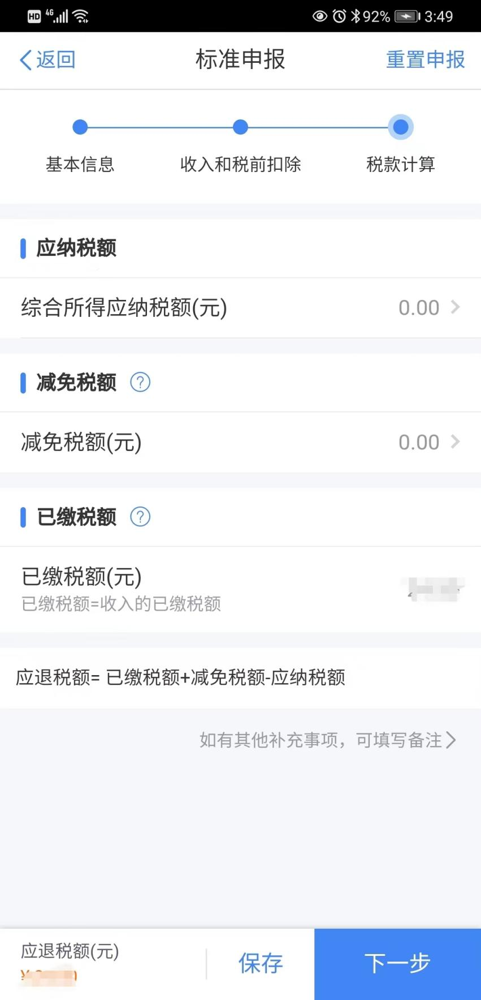 HD 4G 92% 3:49
返回 标准申报 重置申报
基本信息 收入和税前扣除 税款计算
应纳税额
综合所得应纳税额(元) 0.00
减免税额 ?
减免税额(元) 0.00
已缴税额 ?
已缴税额(元)
已缴税额=收入的已缴税额
应退税额= 已缴税额+减免税额-应纳税额
如有其他补充事项，可填写备注
应退税额(元)
保存 下一步